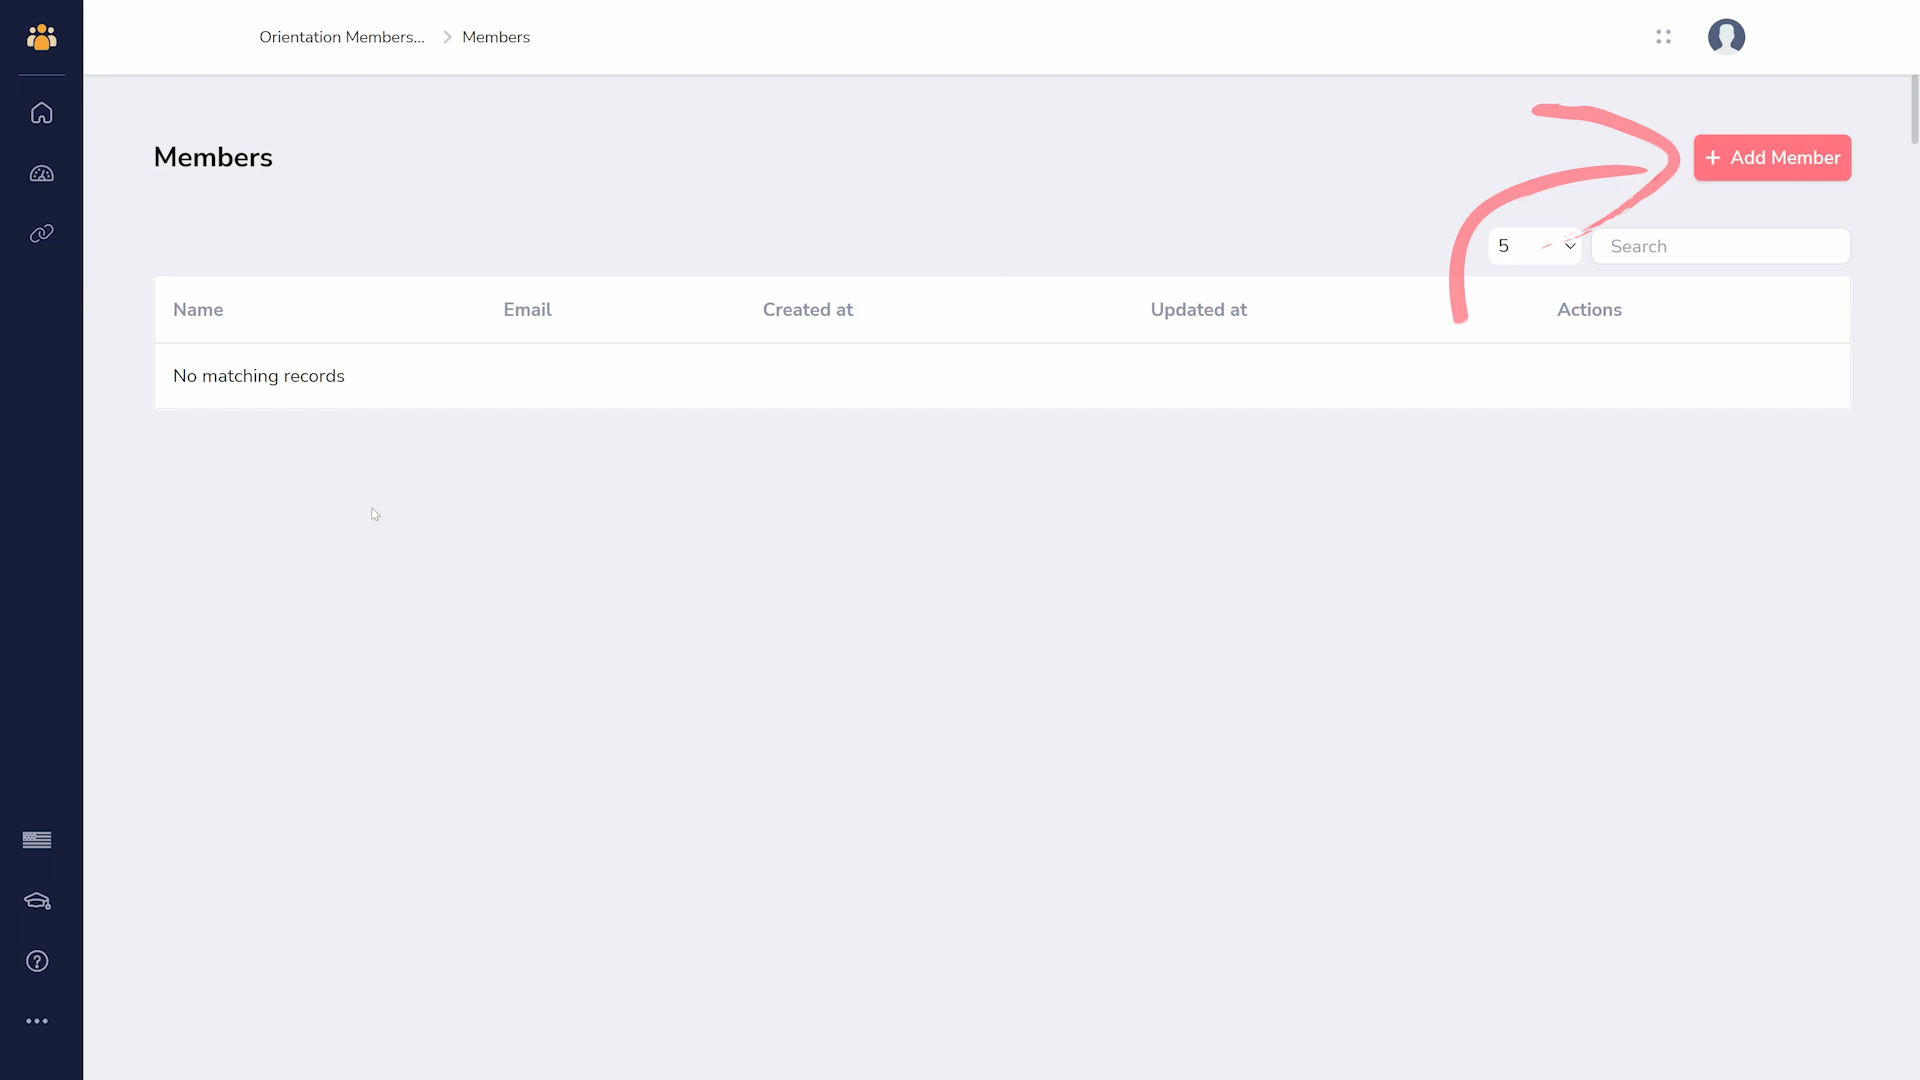 Orientation Members... Members
Members
+ Add Member
5
Search
Name Email Created at Updated at Actions
No matching records